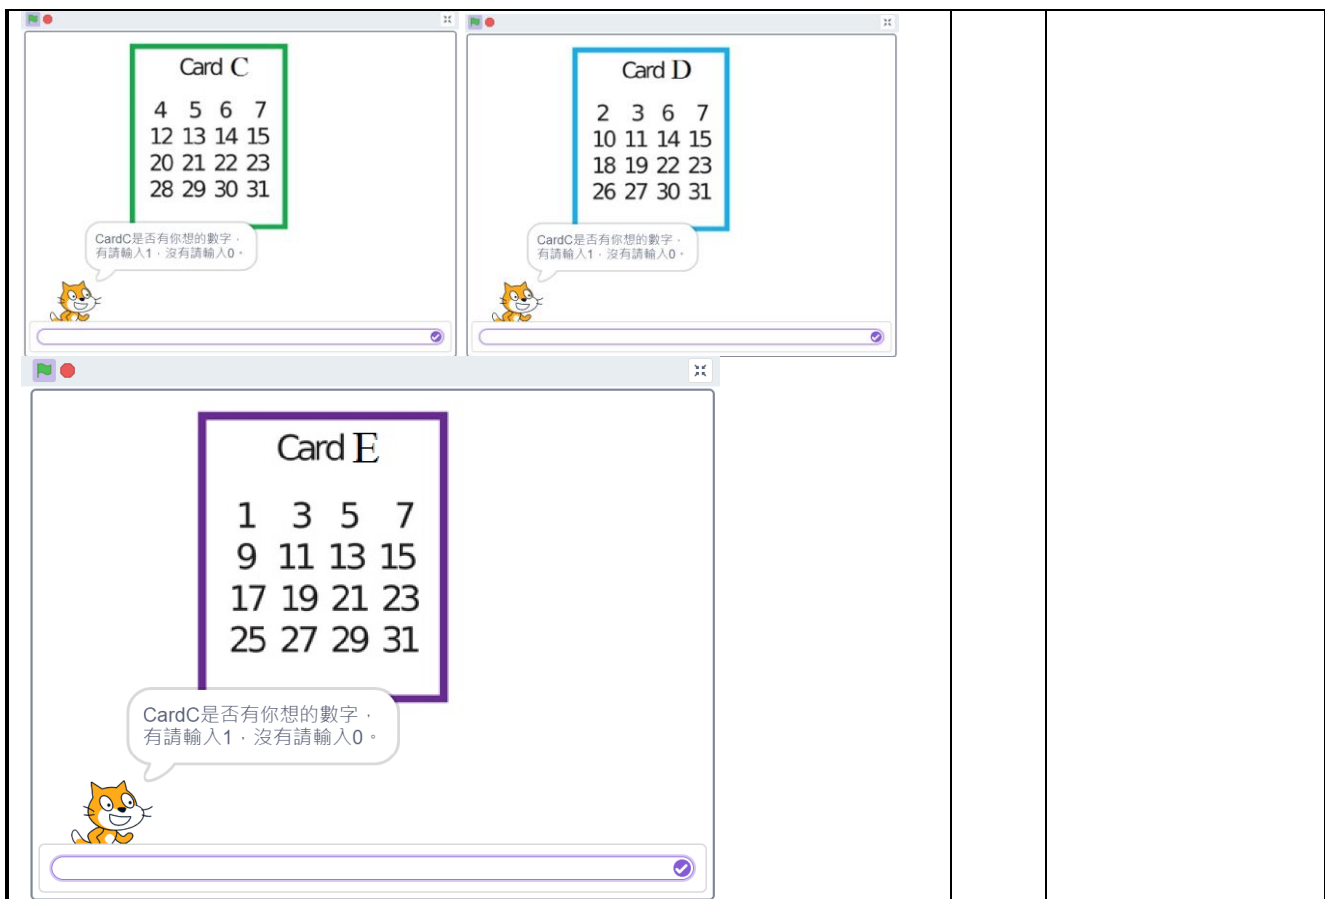 Card C
4 5 6 7
12 13 14 15
20 21 22 23
28 29 30 31
CardC是否有你想的數字，
有請輸入1，沒有請輸入0。
Card D
2 3 6 7
10 11 14 15
18 19 22 23
26 27 30 31
CardC是否有你想的數字，
有請輸入1，沒有請輸入0。
Card E
1 3 5 7
9 11 13 15
17 19 21 23
25 27 29 31
CardC是否有你想的數字，
有請輸入1，沒有請輸入0。